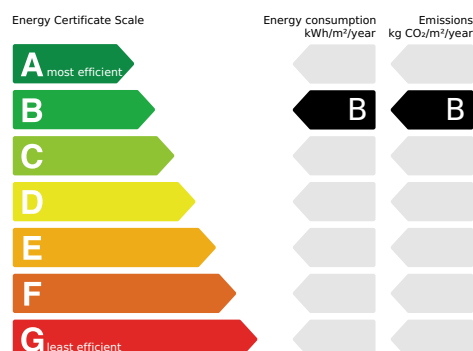 Energy Certificate Scale
Energy consumption
kWh/m²/year
Emissions
kg CO₂/m²/year
A most efficient
B
B
B
C
D
E
F
G least efficient